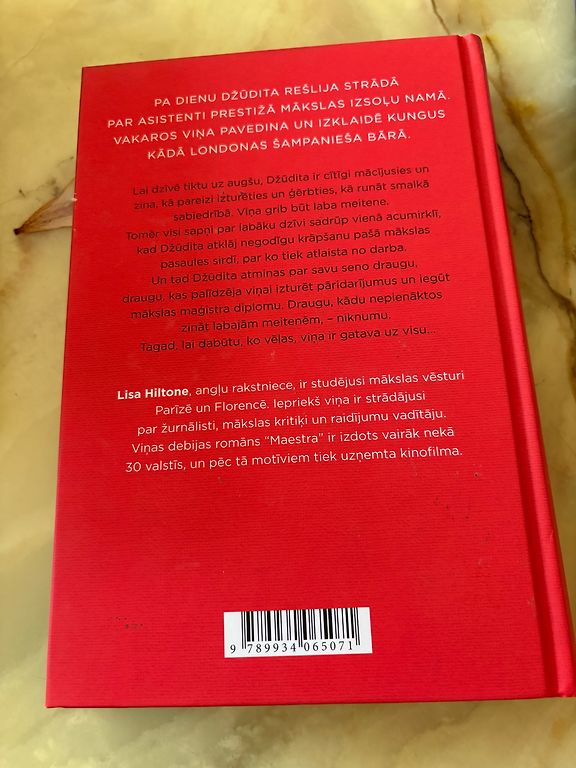 PA DIENU DŽŪDITA REŠLIJA STRĀDĀ
PAR ASISTENTI PRESTIŽĀ MĀKSLAS IZSOĻU NAMĀ.
VAKAROS VIŅA PAVEDINA UN IZKLAIDĒ KUNGUS
KĀDĀ LONDONAS ŠAMPANIEŠA BĀRĀ.
Lai dzīvē tiktu uz augšu, Džūdita ir cītīgi mācījusies un
zina, kā pareizi izturēties un ģērbties, kā runāt smalkā
sabiedrībā. Viņa grib būt laba meitene.
Tomēr visi sapņi par labāku dzīvi sadrūp vienā acumirklī,
kad Džūdita atklāj negodīgu krāpšanu pašā mākslas
pasaules sirdī, par ko tiek atlaista no darba.
Un tad Džūdita atminas par savu seno draugu,
draugu, kas palīdzēja viņai izturēt pāridarījumus un iegūt
mākslas maģistra diplomu. Draugu, kādu nepienāktos
zināt labajām meitenēm, – niknumu.
Tagad, lai dabūtu, ko vēlas, viņa ir gatava uz visu...
Lisa Hiltone, angļu rakstniece, ir studējusi mākslas vēsturi
Parīzē un Florencē. Iepriekš viņa ir strādājusi
par žurnālisti, mākslas kritiķi un raidījumu vadītāju.
Viņas debijas romāns “Maestra” ir izdots vairāk nekā
30 valstīs, un pēc tā motīviem tiek uzņemta kinofilma.
9 789934 065071